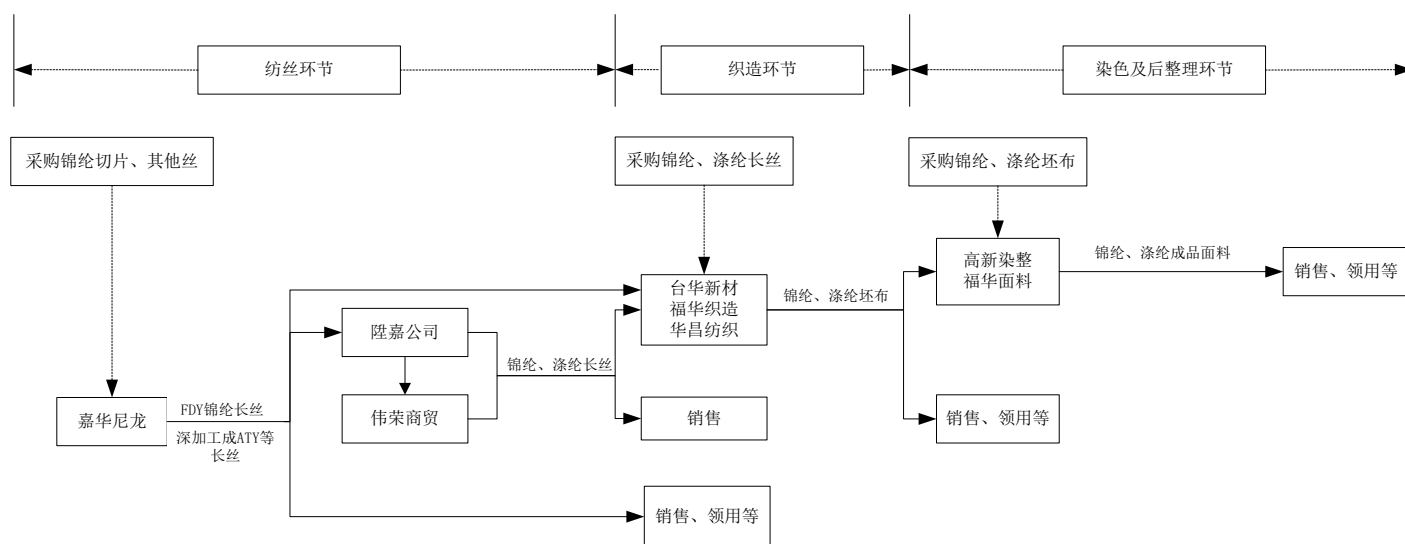 纺丝环节
织造环节
染色及后整理环节
采购锦纶切片、其他丝
采购锦纶、涤纶长丝
采购锦纶、涤纶坯布
高新染整
福华面料
锦纶、涤纶成品面料
销售、领用等
台华新材
福华织造
华昌纺织
锦纶、涤纶坯布
陞嘉公司
锦纶、涤纶长丝
伟荣商贸
嘉华尼龙
FDY锦纶长丝
深加工成ATY等
长丝
销售
销售、领用等
销售、领用等